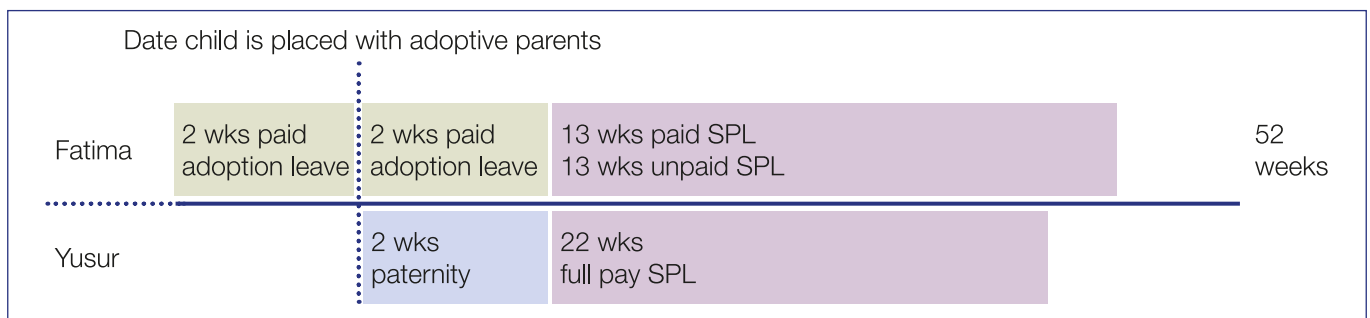 Date child is placed with adoptive parents
Fatima
2 wks paid
adoption leave
2 wks paid
adoption leave
13 wks paid SPL
13 wks unpaid SPL
52
weeks
Yusur
2 wks
paternity
22 wks
full pay SPL